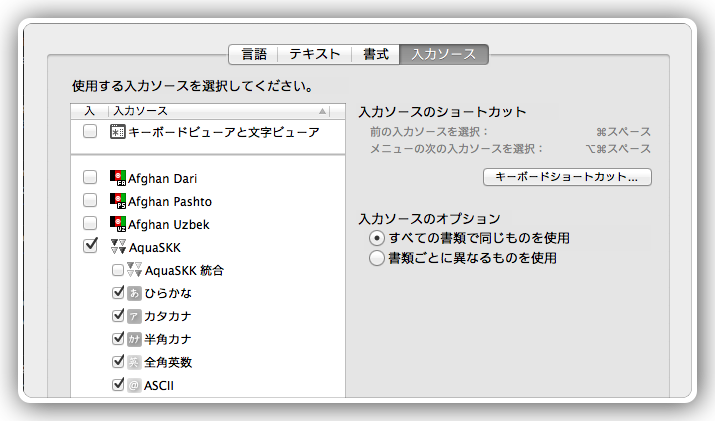 言語 テキスト 書式 入力ソース
使用する入力ソースを選択してください。
入 入力ソース
キーボードビューアと文字ビューア
Afghan Dari
Afghan Pashto
Afghan Uzbek
AquaSKK
AquaSKK 統合
ひらかな
カタカナ
半角カナ
全角英数
ASCII
入力ソースのショートカット
前の入力ソースを選択： ⌘スペース
メニューの次の入力ソースを選択： ⌥⌘スペース
キーボードショートカット...
入力ソースのオプション
すべての書類で同じものを使用
書類ごとに異なるものを使用